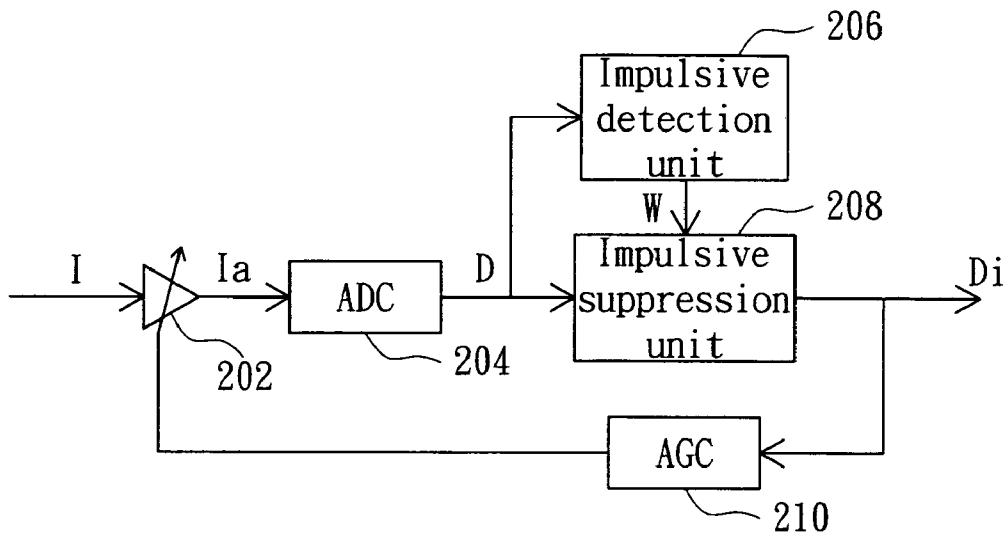 206
Impulsive
detection
unit
W
208
I
Ia
ADC
D
Impulsive
suppression
unit
Di
202
204
AGC
210